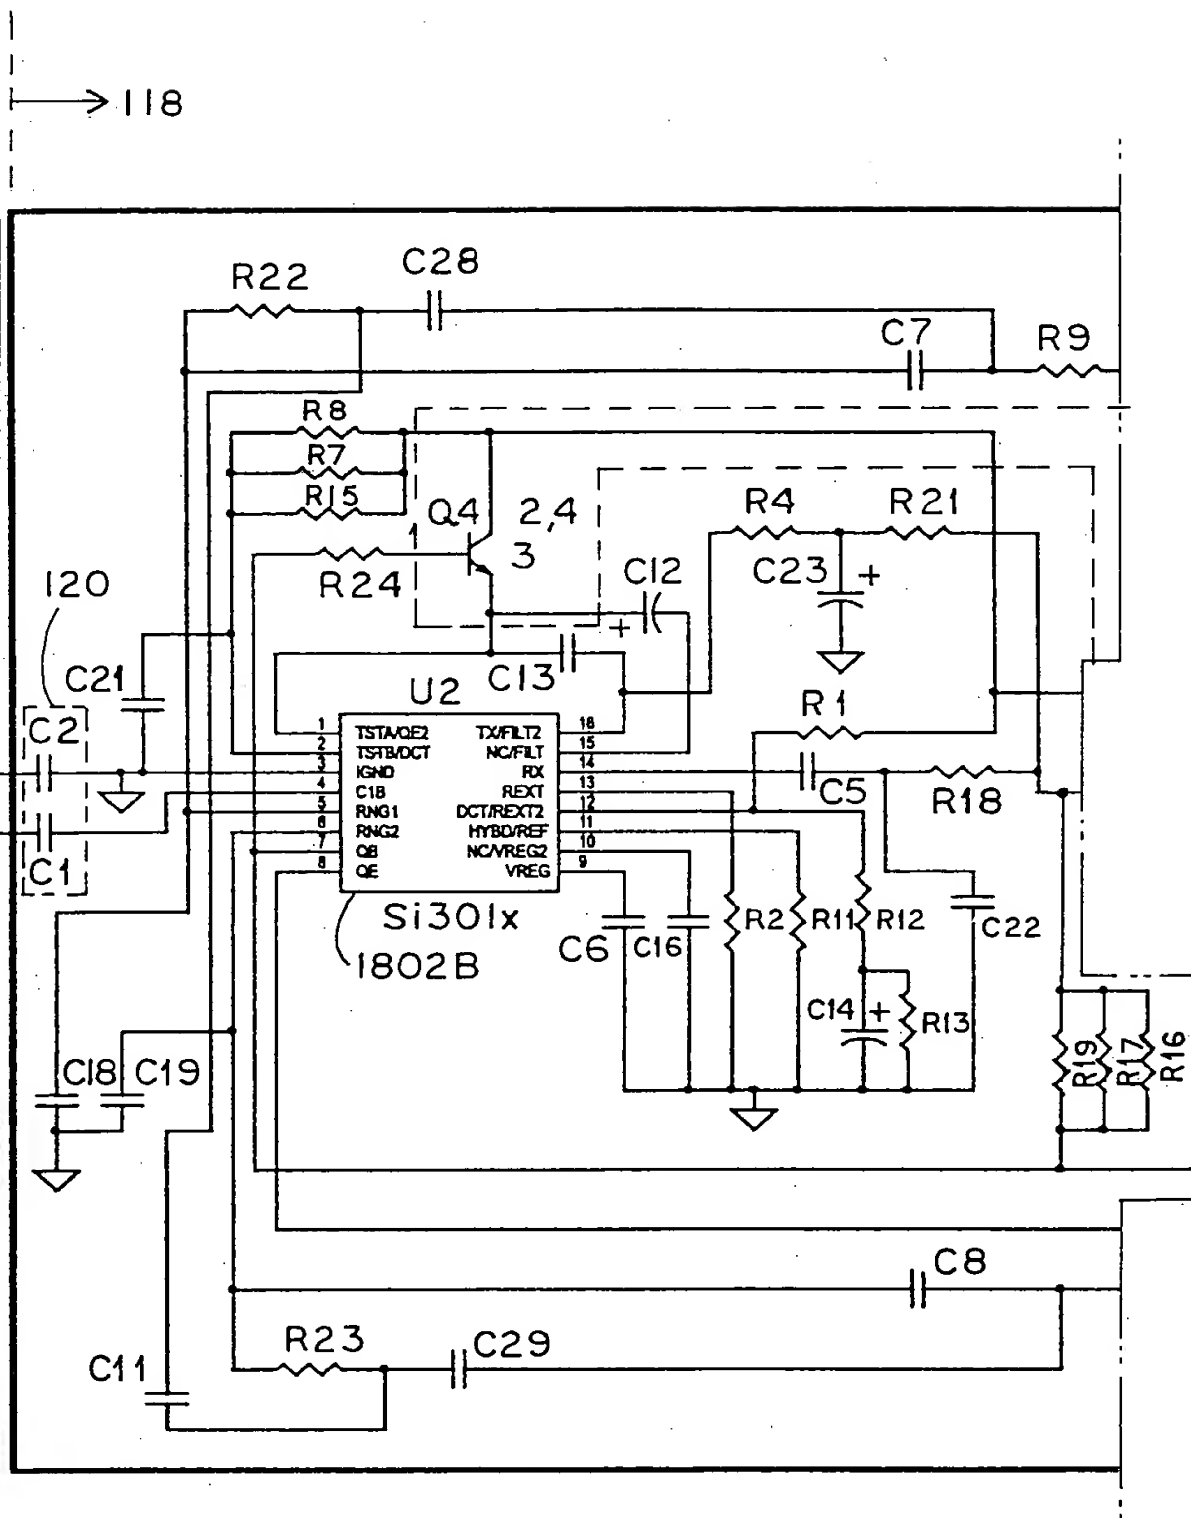 118
R22
C28
C7
R9
R8
R7
R15
Q4 2,4
3
R24
R4
R21
C12
C23 +
+
120
C21
C13
U2
R1
C2
C1
1 TSTA/QE2 TX/FILT2 16
2 TSTB/DCT NC/FILT 15
3 IGND RX 14
4 C1B REXT 13
5 RNG1 DCT/REXT2 12
6 RNG2 HYBD/REF 11
7 QB NC/VREG2 10
8 QE VREG 9
C5
R18
Si301x
1802B
C6
C16
R2
R11
R12
C22
C14 +
R13
C18
C19
R19
R17
R16
C8
R23
C29
C11